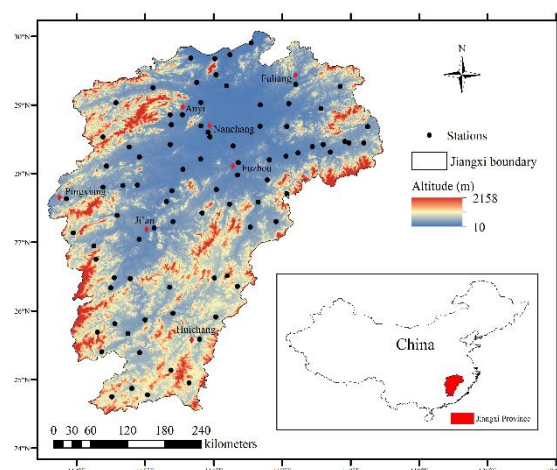 30°N
N
Fuliang
29°N
Anyi
Stations
Nanchang
Jiangxi boundary
28°N
Fuzhou
Altitude (m)
Pingxiang
2158
10
Ji'an
27°N
26°N
China
Huichang
25°N
Jiangxi Province
0 30 60 120 180 240
kilometers
24°N